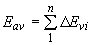 E_{av} = \sum_{1}^{n} \Delta E_{vi}